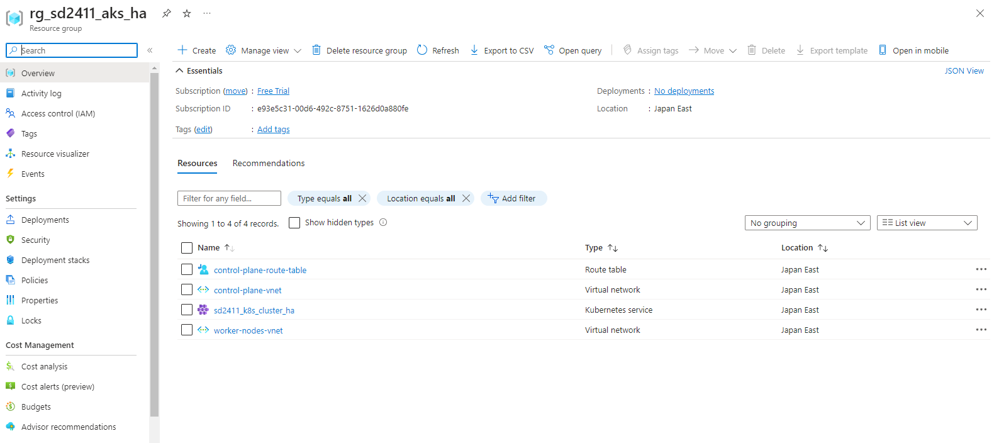 rg_sd2411_aks_ha
Resource group
Search
«
Create
Manage view
Delete resource group
Refresh
Export to CSV
Open query
Assign tags
Move
Delete
Export template
Open in mobile
Overview
Activity log
Access control (IAM)
Tags
Resource visualizer
Events
Settings
Deployments
Security
Deployment stacks
Policies
Properties
Locks
Cost Management
Cost analysis
Cost alerts (preview)
Budgets
Advisor recommendations
Essentials
JSON View
Subscription (move) : Free Trial
Deployments : No deployments
Subscription ID : e93e5c31-00d6-492c-8751-1626d0a880fe
Location : Japan East
Tags (edit) : Add tags
Resources
Recommendations
Filter for any field...
Type equals all
Location equals all
Add filter
Showing 1 to 4 of 4 records.
Show hidden types
No grouping
List view
Name Type Location
control-plane-route-table Route table Japan East
control-plane-vnet Virtual network Japan East
sd2411_k8s_cluster_ha Kubernetes service Japan East
worker-nodes-vnet Virtual network Japan East